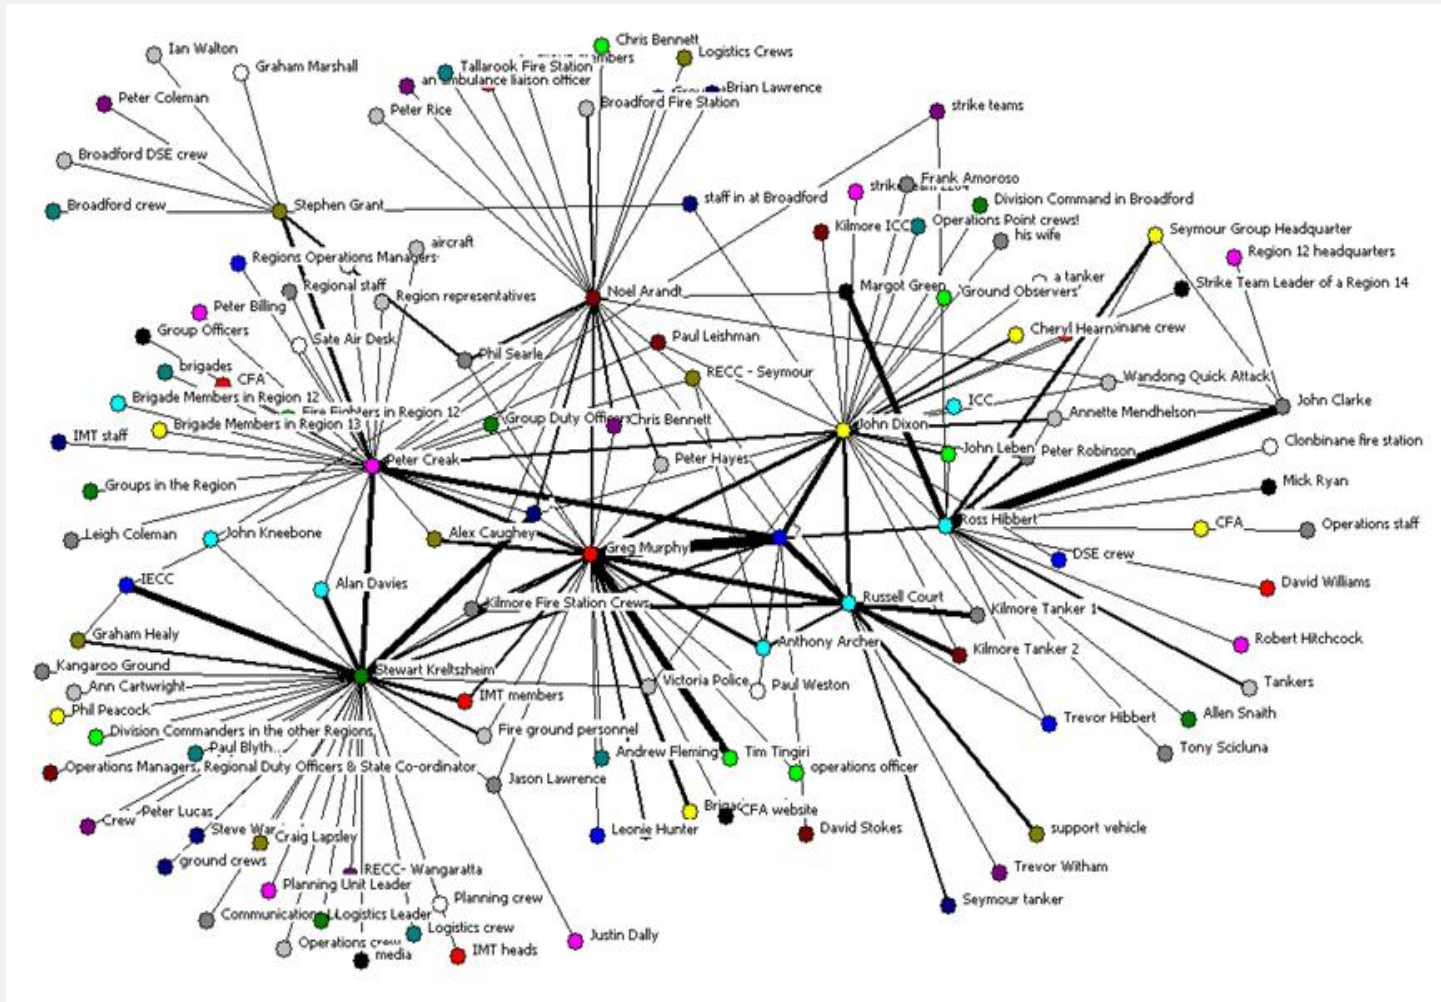 Ian Walton
Graham Marshall
Peter Coleman
Broadford DSE crew
Broadford crew
Stephen Grant
Chris Bennett
Logistics Crews
Tallarook Fire Station
an ambulance liaison officer
Brian Lawrence
Peter Rice
Broadford Fire Station
strike teams
staff in at Broadford
Frank Amoroso
Division Command in Broadford
Kilmore ICC
Operations Point crews!
his wife
Seymour Group Headquarter
Region 12 headquarters
aircraft
Regions Operations Managers
Regional staff
Region representatives
Noel Arandt
Margot Green
'Ground Observers'
a tanker
Strike Team Leader of a Region 14
Peter Billing
Group Officers
Sate Air Desk
Phil Searle
Paul Leishman
Cheryl Hearn
brigades
CFA
RECC - Seymour
Wandong Quick Attack
Brigade Members in Region 12
Fire Fighters in Region 12
Brigade Members in Region 13
Group Duty Officers
Chris Bennett
John Dixon
ICC
Annette Mendhelson
John Clarke
IMT staff
Peter Creak
Peter Hayes
John Leben
Peter Robinson
Clonbinane fire station
Groups in the Region
Mick Ryan
Leigh Coleman
John Kneebone
Alex Caughey
Greg Murphy
Ross Hibbert
CFA
Operations staff
IECC
Alan Davies
DSE crew
David Williams
Kilmore Fire Station Crews
Russell Court
Kilmore Tanker 1
Graham Healy
Anthony Archer
Kilmore Tanker 2
Robert Hitchcock
Kangaroo Ground
Stewart Kreltszheim
Ann Cartwright
IMT members
Victoria Police
Paul Weston
Tankers
Phil Peacock
Division Commanders in the other Regions
Fire ground personnel
Trevor Hibbert
Allen Snaith
Paul Blyth...
Andrew Fleming
Tim Tingiri
Tony Scicluna
Operations Managers, Regional Duty Officers & State Co-ordinator
Jason Lawrence
operations officer
Crew
Peter Lucas
CFA website
Steve
Craig Lapsley
Leonie Hunter
David Stokes
support vehicle
ground crews
RECC- Wangaratta
Trevor Witham
Planning Unit Leader
Planning crew
Seymour tanker
Logistics Leader
Logistics crew
Operations crew
media
IMT heads
Justin Dally